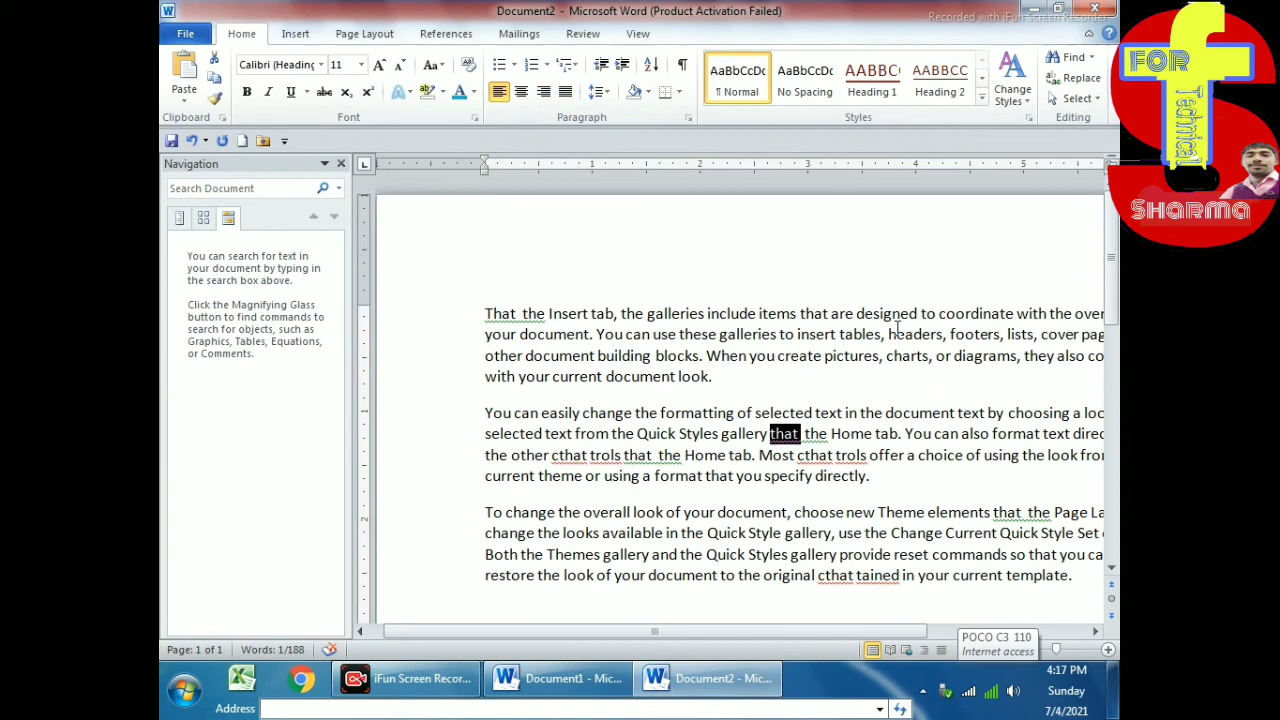 Document2 - Microsoft Word (Product Activation Failed)
Recorded with iFun Screen Recorder
File Home Insert Page Layout References Mailings Review View
Paste
Calibri (Heading 11
Aa
B I U abc x₂ x² A ab A
AaBbCcDc AaBbCcDc AABBC AABBCC
¶ Normal No Spacing Heading 1 Heading 2
Change
Styles
Find
Replace
Select
Clipboard Font Paragraph Styles Editing
Navigation
Search Document
You can search for text in
your document by typing in
the search box above.
Click the Magnifying Glass
button to find commands to
search for objects, such as
Graphics, Tables, Equations,
or Comments.
1 2 3 4 5
1
2
That the Insert tab, the galleries include items that are designed to coordinate with the over
your document. You can use these galleries to insert tables, headers, footers, lists, cover pag
other document building blocks. When you create pictures, charts, or diagrams, they also co
with your current document look.
You can easily change the formatting of selected text in the document text by choosing a loo
selected text from the Quick Styles gallery that the Home tab. You can also format text direc
the other cthat trols that the Home tab. Most cthat trols offer a choice of using the look from
current theme or using a format that you specify directly.
To change the overall look of your document, choose new Theme elements that the Page La
change the looks available in the Quick Style gallery, use the Change Current Quick Style Set
Both the Themes gallery and the Quick Styles gallery provide reset commands so that you ca
restore the look of your document to the original cthat tained in your current template.
Page: 1 of 1 Words: 1/188
POCO C3 110
Internet access
iFun Screen Recor...
Document1 - Mic...
Document2 - Mic...
Address
4:17 PM
Sunday
7/4/2021
FOR
Technical
SHARMA